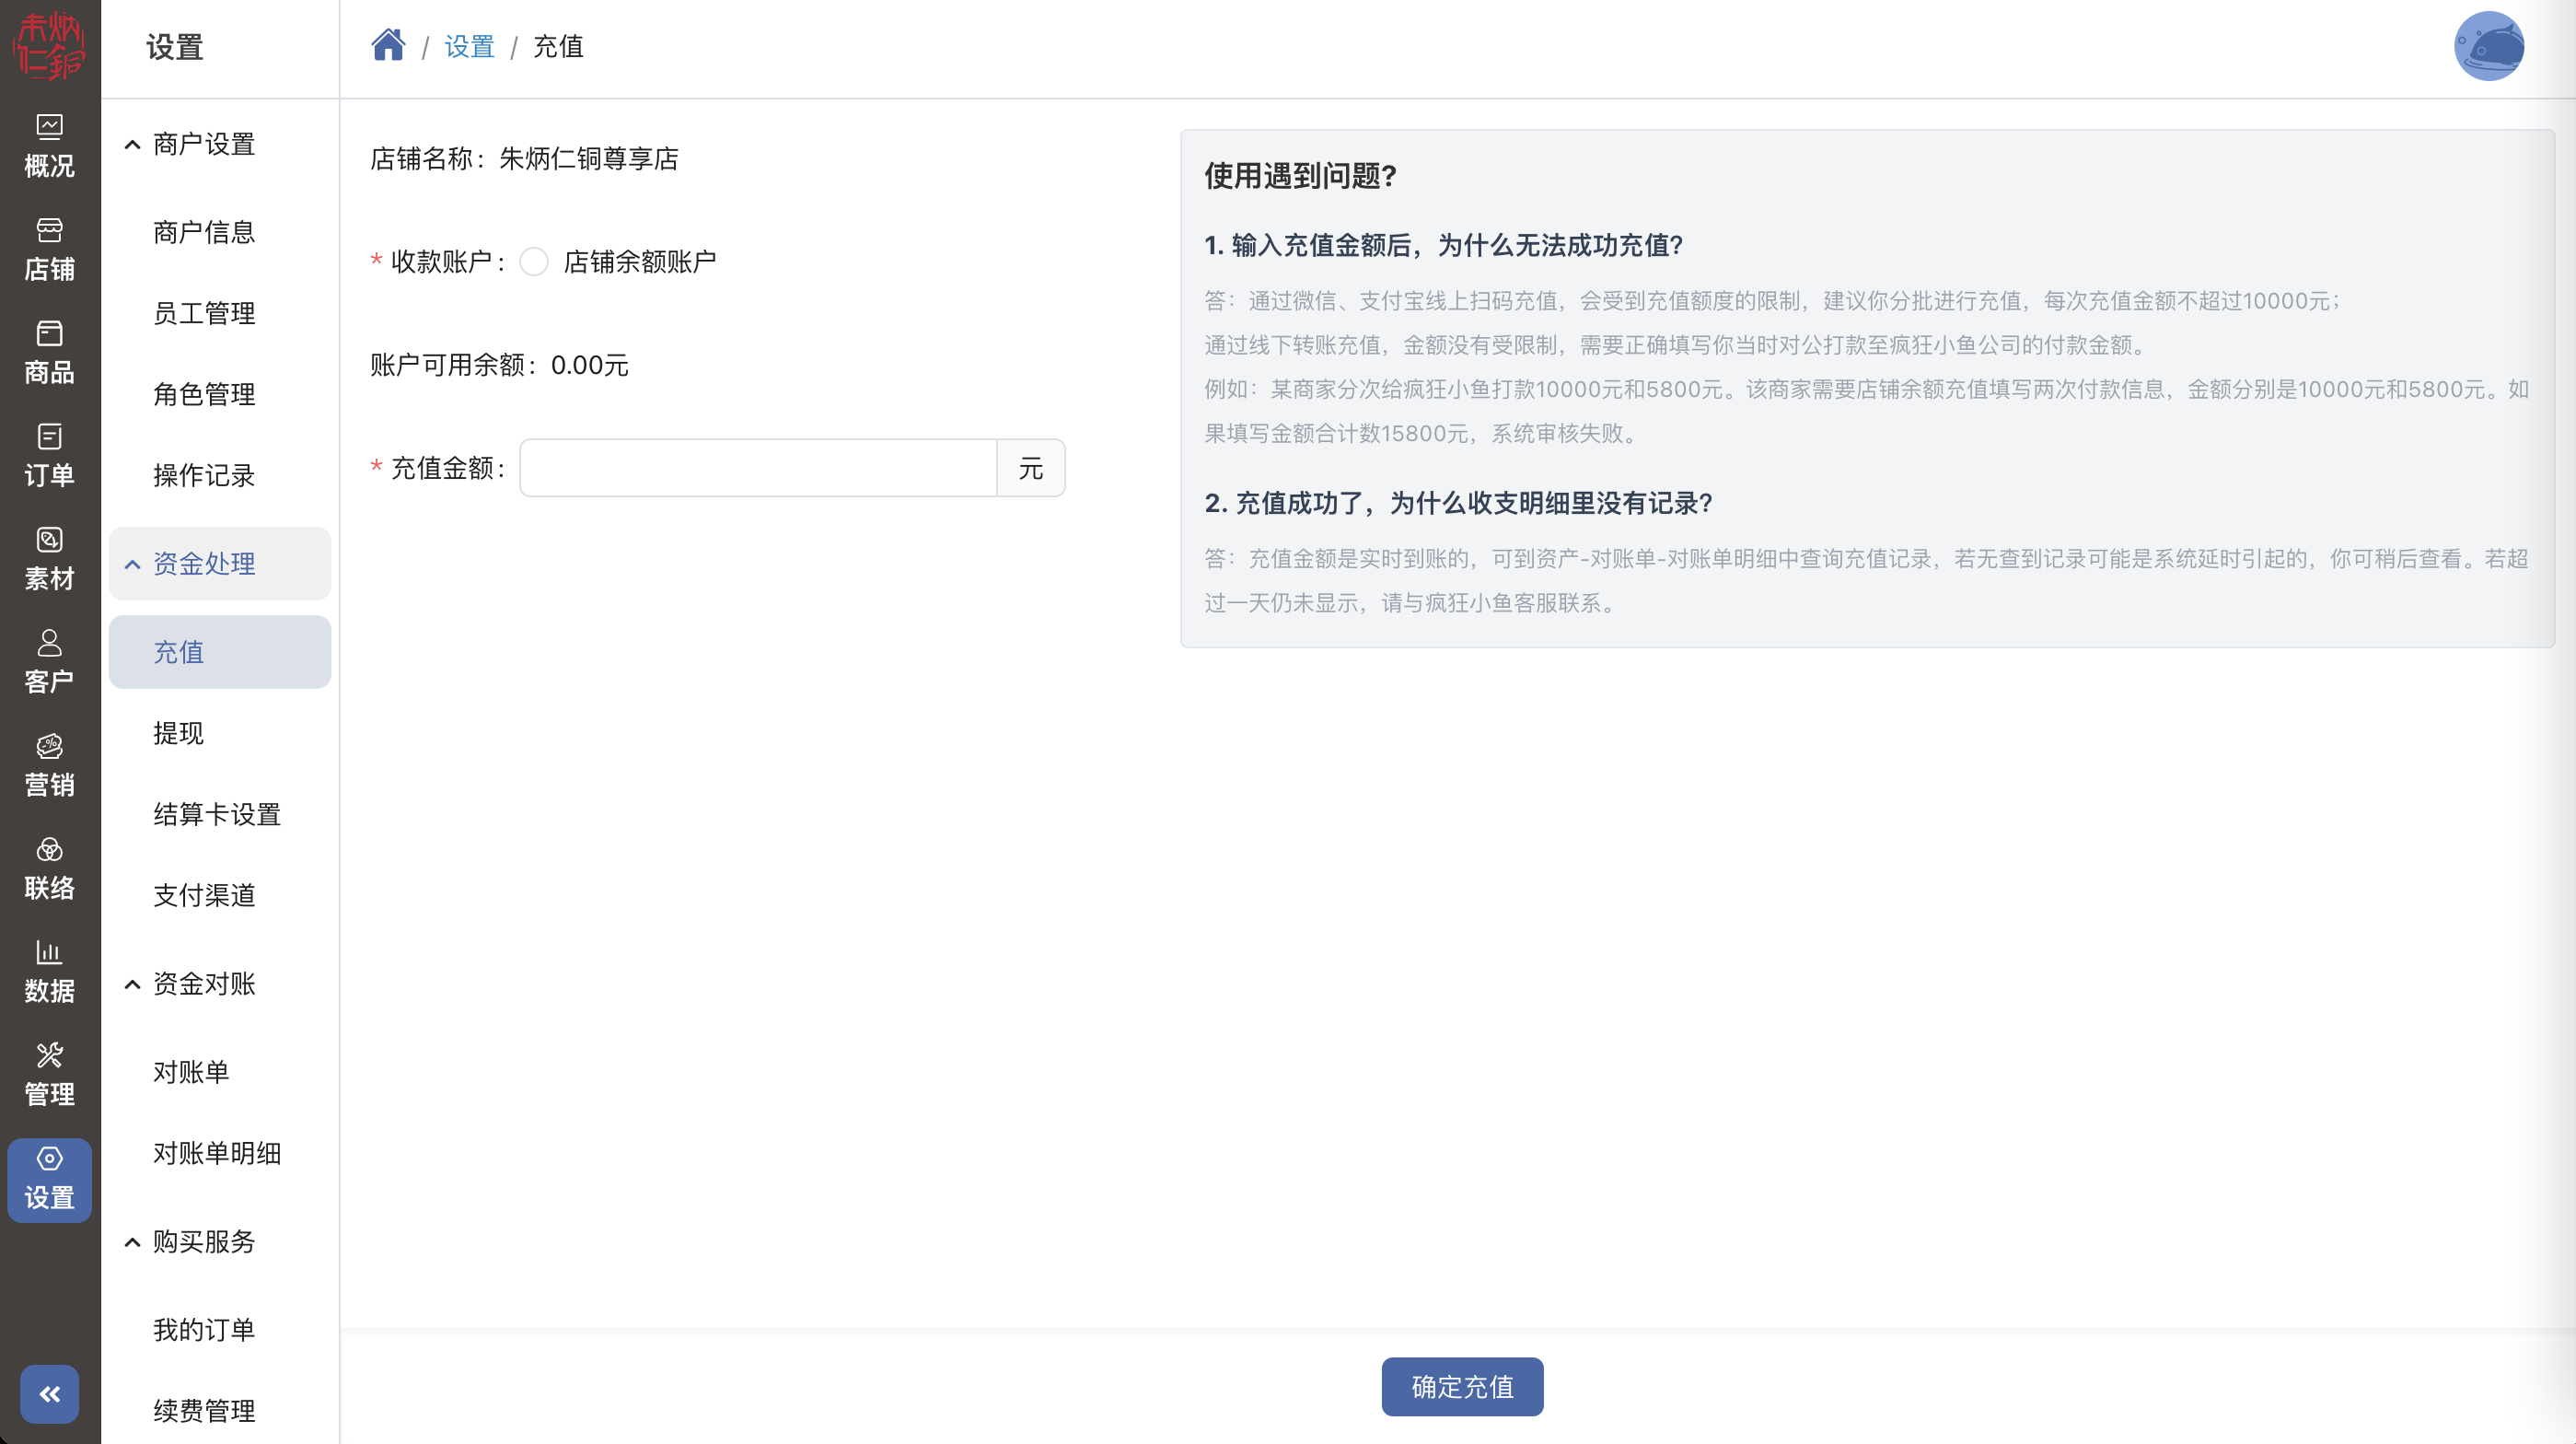 朱炳
仁銅
概况
店铺
商品
订单
素材
客户
营销
联络
数据
管理
设置
设置
商户设置
商户信息
员工管理
角色管理
操作记录
资金处理
充值
提现
结算卡设置
支付渠道
资金对账
对账单
对账单明细
购买服务
我的订单
续费管理
/ 设置 / 充值
店铺名称：朱炳仁铜尊享店
* 收款账户： 店铺余额账户
账户可用余额：0.00元
* 充值金额： 元
使用遇到问题?
1. 输入充值金额后，为什么无法成功充值?
答：通过微信、支付宝线上扫码充值，会受到充值额度的限制，建议你分批进行充值，每次充值金额不超过10000元；
通过线下转账充值，金额没有受限制，需要正确填写你当时对公打款至疯狂小鱼公司的付款金额。
例如：某商家分次给疯狂小鱼打款10000元和5800元。该商家需要店铺余额充值填写两次付款信息，金额分别是10000元和5800元。如
果填写金额合计数15800元，系统审核失败。
2. 充值成功了，为什么收支明细里没有记录?
答：充值金额是实时到账的，可到资产-对账单-对账单明细中查询充值记录，若无查到记录可能是系统延时引起的，你可稍后查看。若超
过一天仍未显示，请与疯狂小鱼客服联系。
确定充值